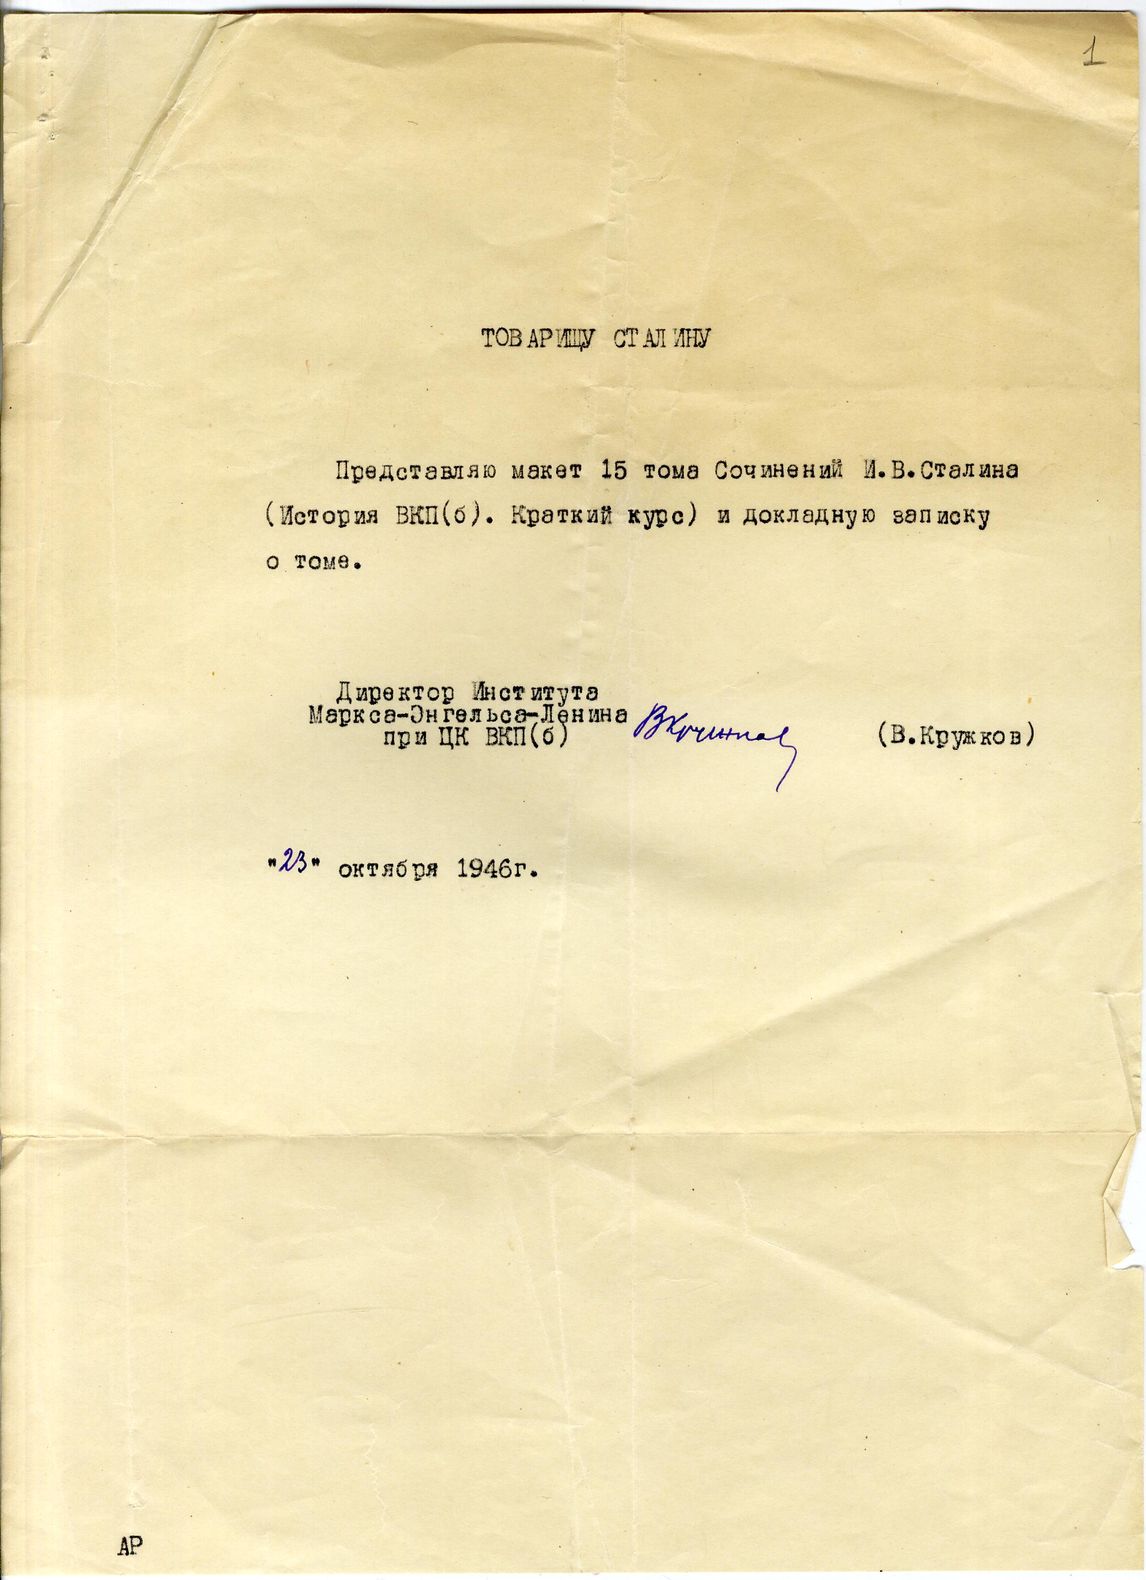 1
ТОВАРИЩУ СТАЛИНУ
Представляю макет 15 тома Сочинений И.В.Сталина
(История ВКП(б). Краткий курс) и докладную записку
о томе.
Директор Института
Маркса-Энгельса-Ленина
при ЦК ВКП(б)
ВКружков
(В.Кружков)
"23" октября 1946г.
АР